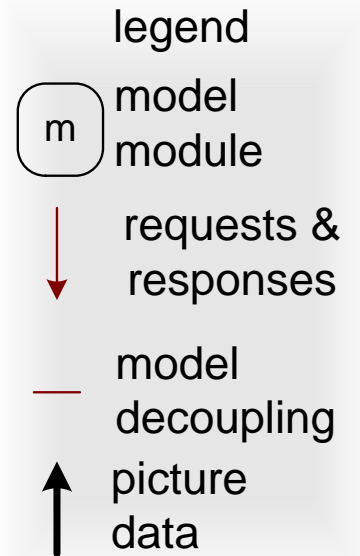 legend
m
model
module
requests &
responses
model
decoupling
picture
data